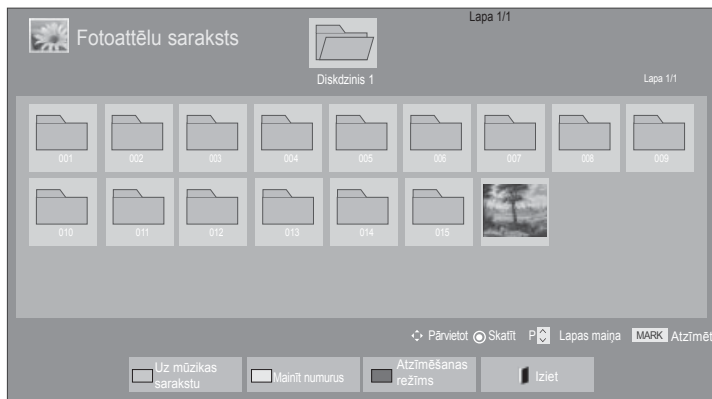 Lapa 1/1
Fotoattēlu saraksts
Diskdzinis 1
Lapa 1/1
001 002 003 004 005 006 007 008 009
010 011 012 013 014 015
Pārvietot Skatīt P Lapas maiņa MARK Atzīmēt
Uz mūzikas
sarakstu
Mainīt numurus
Atzīmēšanas
režīms
Iziet